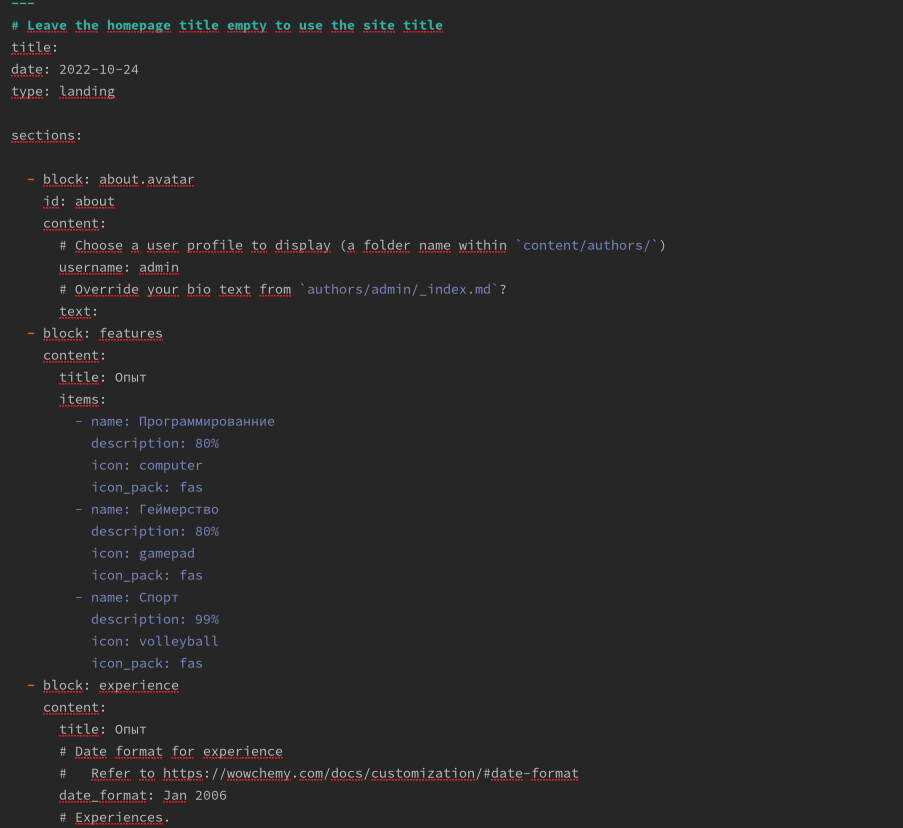 ---
# Leave the homepage title empty to use the site title
title:
date: 2022-10-24
type: landing

sections:

  - block: about.avatar
    id: about
    content:
      # Choose a user profile to display (a folder name within `content/authors/`)
      username: admin
      # Override your bio text from `authors/admin/_index.md`?
      text:
  - block: features
    content:
      title: Опыт
      items:
        - name: Программированние
          description: 80%
          icon: computer
          icon_pack: fas
        - name: Геймерство
          description: 80%
          icon: gamepad
          icon_pack: fas
        - name: Спорт
          description: 99%
          icon: volleyball
          icon_pack: fas
  - block: experience
    content:
      title: Опыт
      # Date format for experience
      #   Refer to https://wowchemy.com/docs/customization/#date-format
      date_format: Jan 2006
      # Experiences.